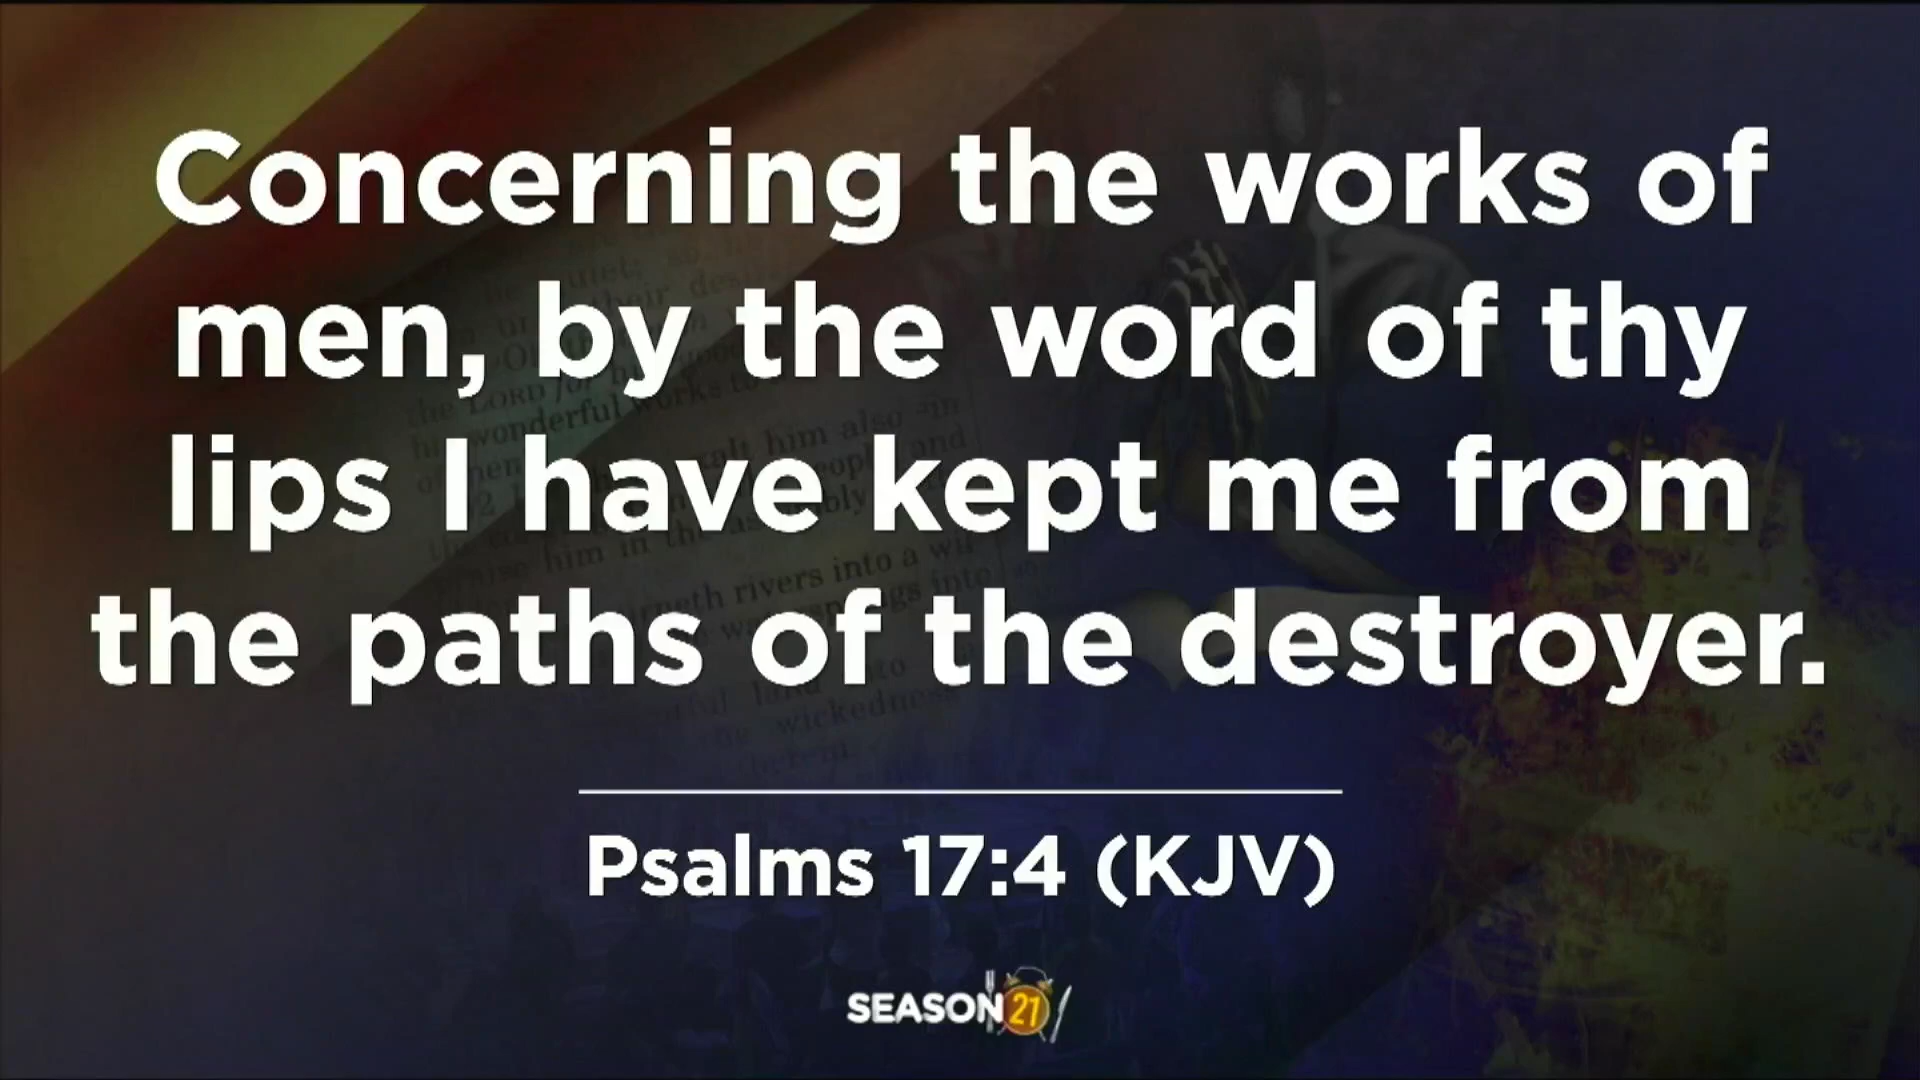 Concerning the works of
men, by the word of thy
lips I have kept me from
the paths of the destroyer.
Psalms 17:4 (KJV)
SEASON 21